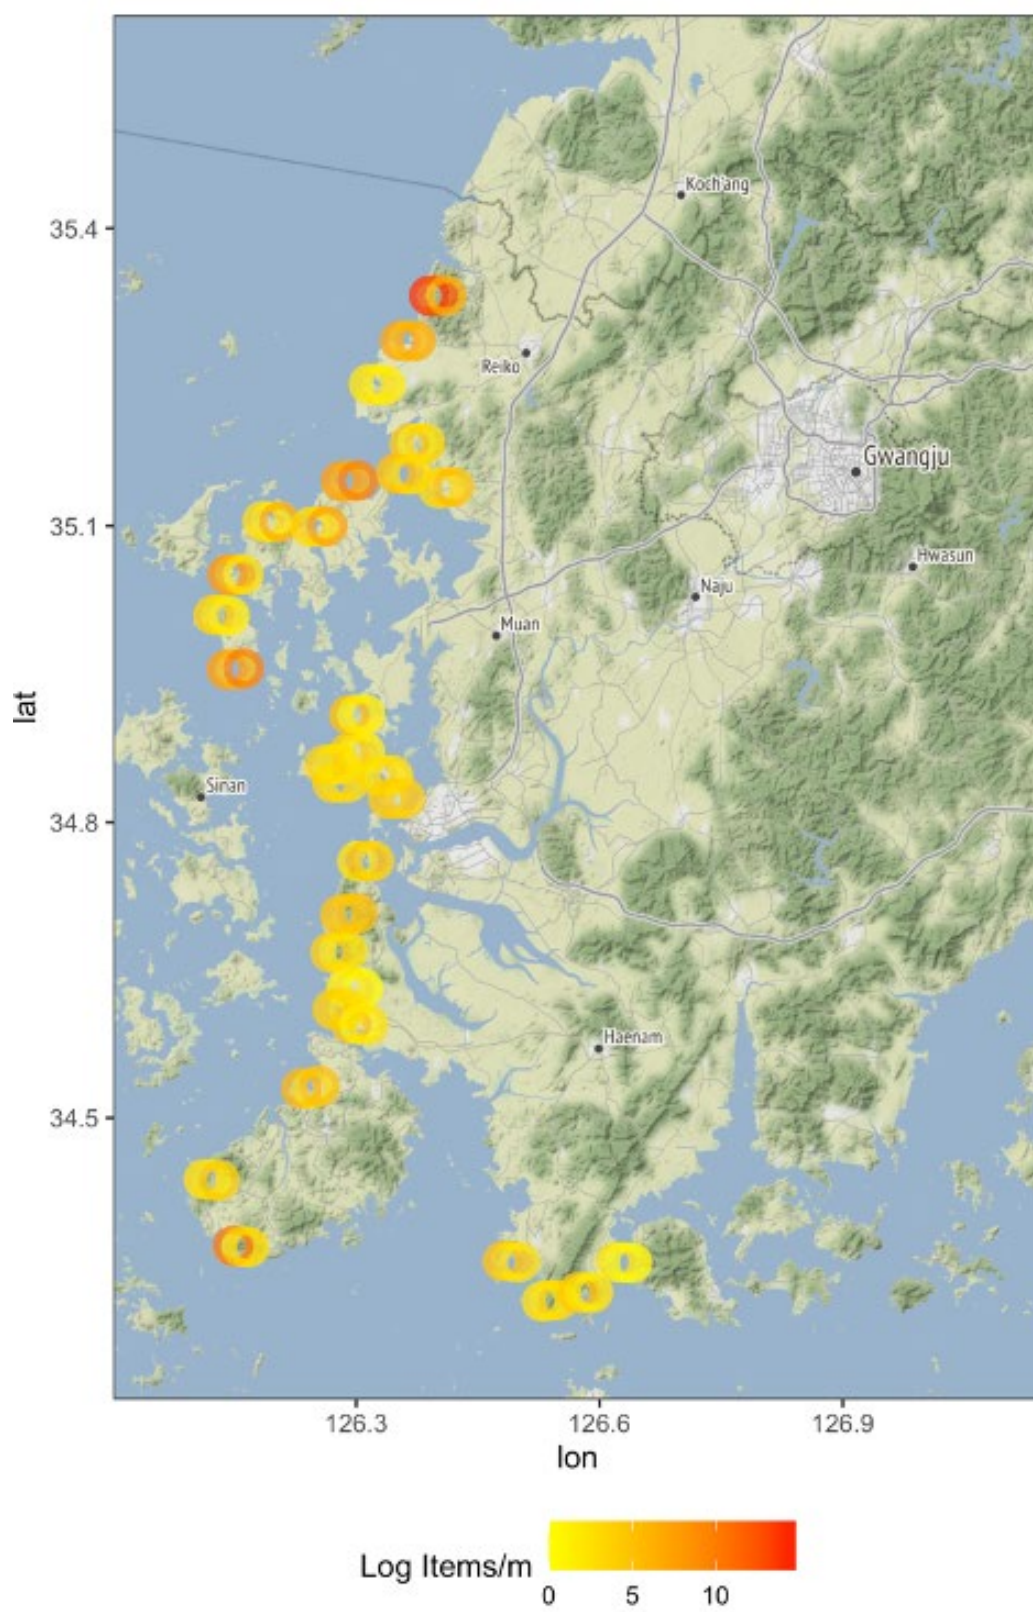 Koch'ang
35.4
Reiko
Gwangju
35.1
Hwasun
Naju
Muan
lat
Sinan
34.8
Haenam
34.5
126.3
126.6
126.9
lon
Log Items/m
0
5
10